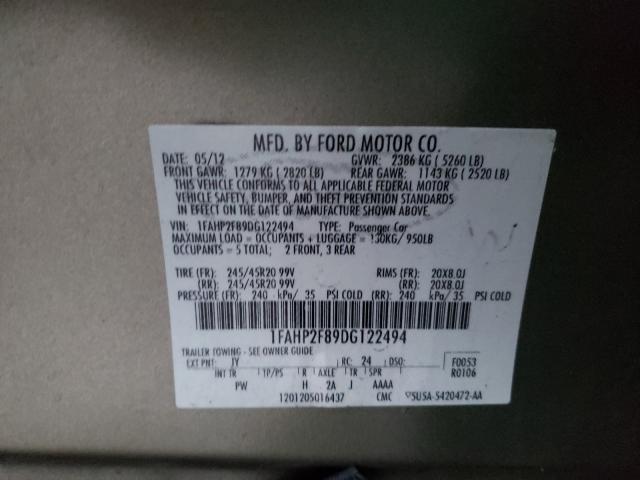 MFD. BY FORD MOTOR CO.
DATE: 05/12 GVWR: 2386 KG ( 5260 LB)
FRONT GAWR: 1279 KG ( 2820 LB) REAR GAWR: 1143 KG ( 2520 LB)
THIS VEHICLE CONFORMS TO ALL APPLICABLE FEDERAL MOTOR
VEHICLE SAFETY, BUMPER, AND THEFT PREVENTION STANDARDS
IN EFFECT ON THE DATE OF MANUFACTURE SHOWN ABOVE.
VIN: 1FAHP2F89DG122494 TYPE: Passenger Car
MAXIMUM LOAD = OCCUPANTS + LUGGAGE = 430KG/ 950LB
OCCUPANTS = 5 TOTAL; 2 FRONT, 3 REAR
TIRE (FR): 245/45R20 99V RIMS (FR): 20X8.0J
(RR): 245/45R20 99V (RR): 20X8.0J
PRESSURE (FR): 240 kPa/ 35 PSI COLD (RR): 240 kPa/ 35 PSI COLD
1FAHP2F89DG122494
TRAILER TOWING - SEE OWNER GUIDE
EXT PNT: JY RC: 24 DSO: F0053
INT TR TP/PS R AXLE TR SPR R0106
PW H 2A J AAAA
1201205016437 CMC 5U5A-5420472-AA